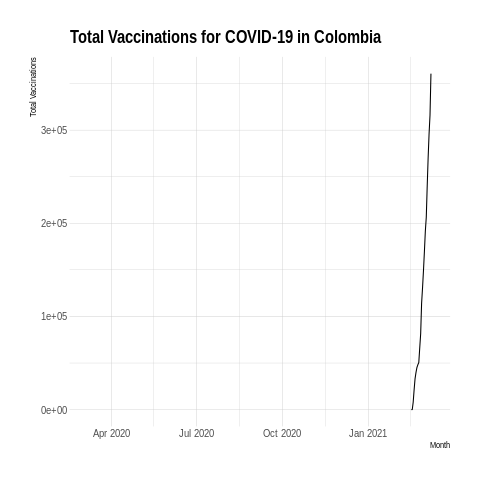 Total Vaccinations for COVID-19 in Colombia
Total Vaccinations
3e+05
2e+05
1e+05
0e+00
Apr 2020 Jul 2020 Oct 2020 Jan 2021
Month